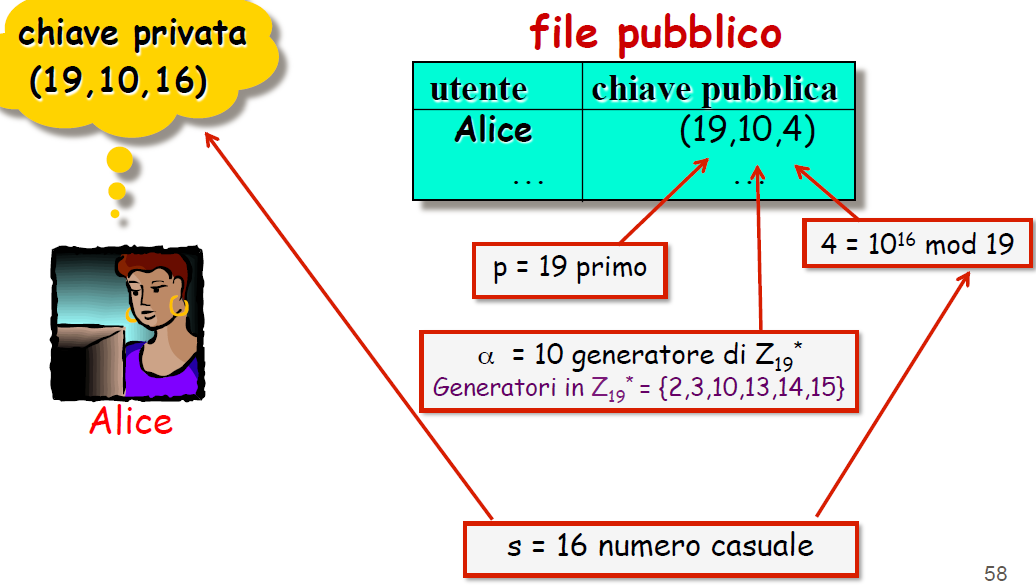 chiave privata
(19,10,16)
file pubblico
utente chiave pubblica
Alice (19,10,4)
... ...
p = 19 primo
4 = 10¹⁶ mod 19
α = 10 generatore di Z₁₉*
Generatori in Z₁₉* = {2,3,10,13,14,15}
Alice
s = 16 numero casuale
58